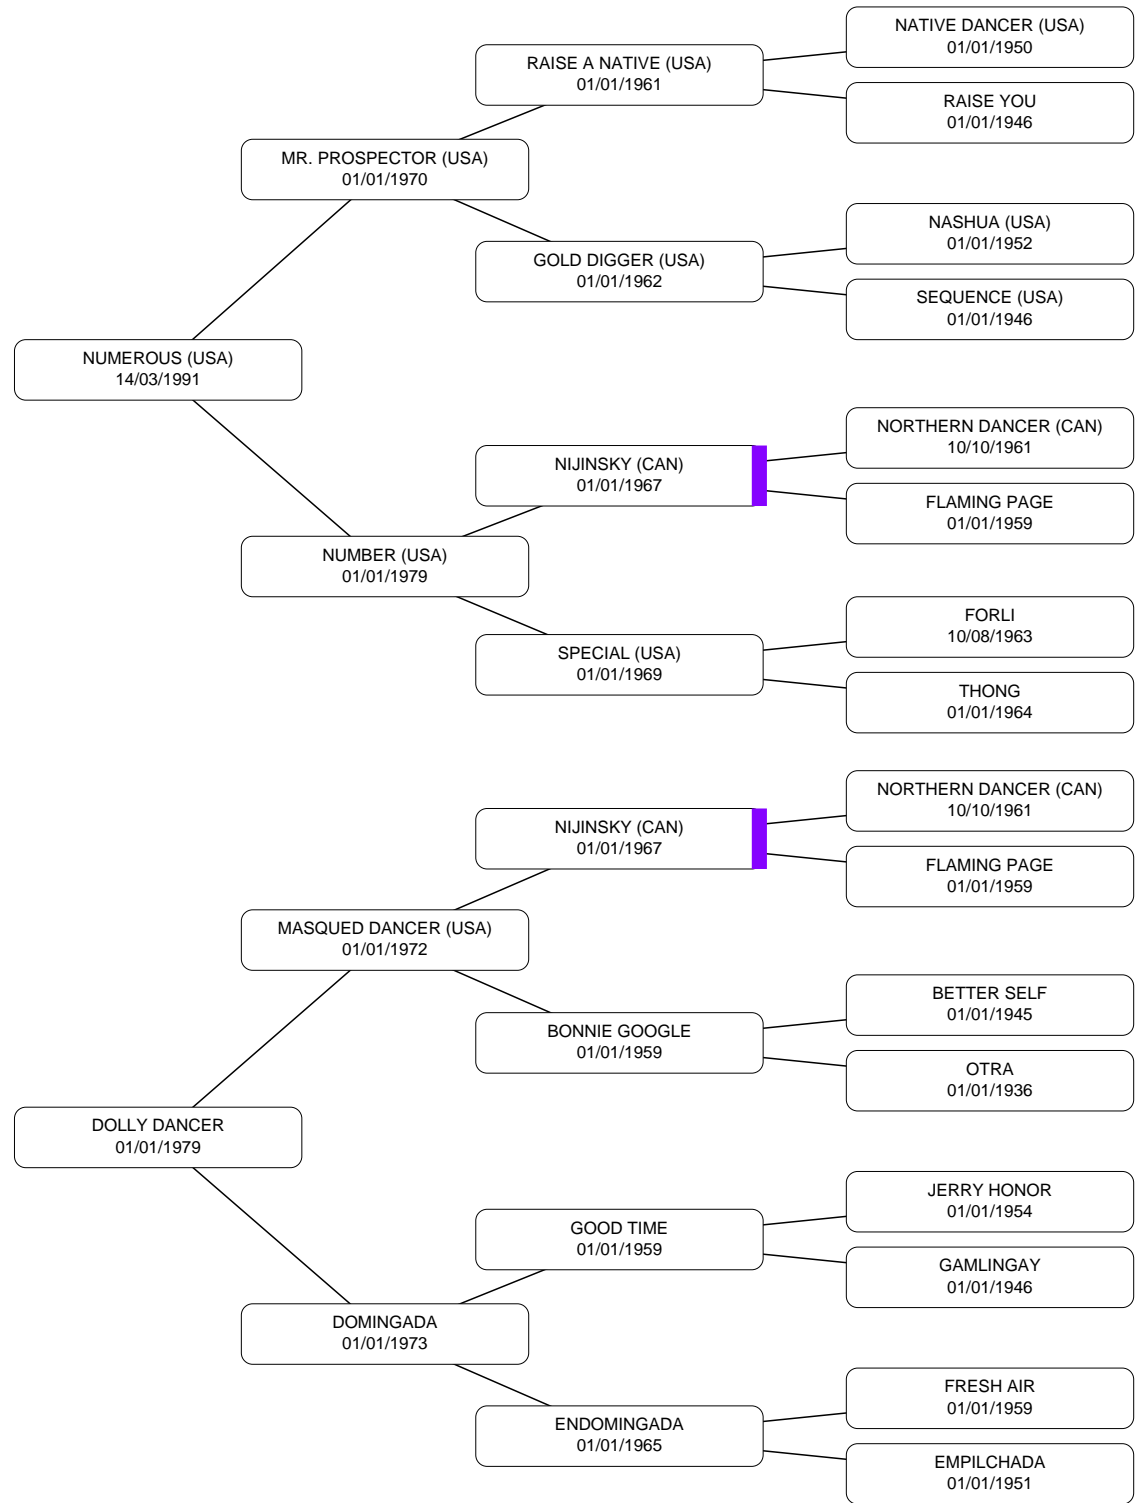 NATIVE DANCER (USA)
01/01/1950
RAISE A NATIVE (USA)
01/01/1961
RAISE YOU
01/01/1946
MR. PROSPECTOR (USA)
01/01/1970
NASHUA (USA)
01/01/1952
GOLD DIGGER (USA)
01/01/1962
SEQUENCE (USA)
01/01/1946
NUMEROUS (USA)
14/03/1991
NORTHERN DANCER (CAN)
10/10/1961
NIJINSKY (CAN)
01/01/1967
FLAMING PAGE
01/01/1959
NUMBER (USA)
01/01/1979
FORLI
10/08/1963
SPECIAL (USA)
01/01/1969
THONG
01/01/1964
NORTHERN DANCER (CAN)
10/10/1961
NIJINSKY (CAN)
01/01/1967
FLAMING PAGE
01/01/1959
MASQUED DANCER (USA)
01/01/1972
BETTER SELF
01/01/1945
BONNIE GOOGLE
01/01/1959
OTRA
01/01/1936
DOLLY DANCER
01/01/1979
JERRY HONOR
01/01/1954
GOOD TIME
01/01/1959
GAMLINGAY
01/01/1946
DOMINGADA
01/01/1973
FRESH AIR
01/01/1959
ENDOMINGADA
01/01/1965
EMPILCHADA
01/01/1951